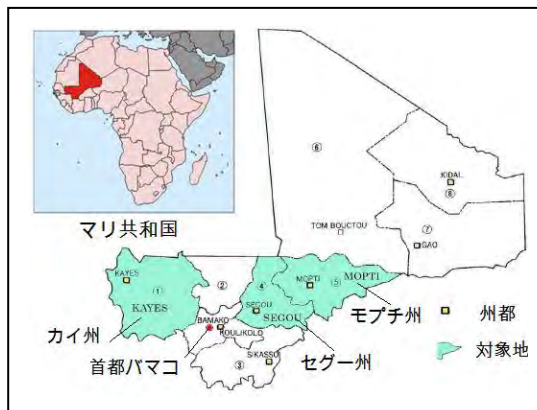 マリ共和国
⑥
KIDAL
⑧
⑦
TOM BOUCTOU
GAO
KAYES
①
KAYES
②
④
SEGOU
SEGOU
MOPTI
⑤
MOPTI
BAMAKO
KOULIKOLO
③
SIKASSO
カイ州
首都バマコ
セグー州
モプチ州
州都
対象地